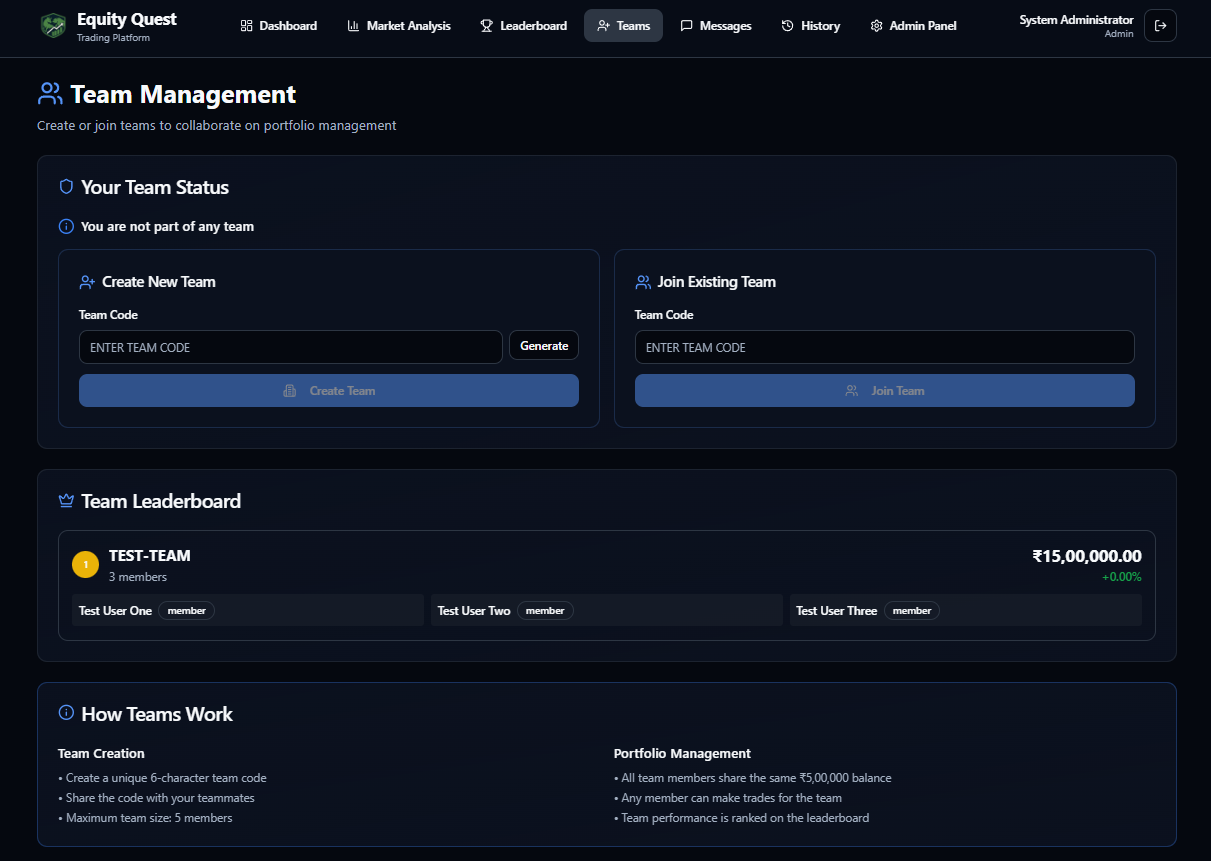 Equity Quest
Trading Platform
Dashboard
Market Analysis
Leaderboard
Teams
Messages
History
Admin Panel
System Administrator
Admin
Team Management
Create or join teams to collaborate on portfolio management
Your Team Status
You are not part of any team
Create New Team
Team Code
ENTER TEAM CODE
Generate
Create Team
Join Existing Team
Team Code
ENTER TEAM CODE
Join Team
Team Leaderboard
1
TEST-TEAM
3 members
₹15,00,000.00
+0.00%
Test User One member
Test User Two member
Test User Three member
How Teams Work
Team Creation
• Create a unique 6-character team code
• Share the code with your teammates
• Maximum team size: 5 members
Portfolio Management
• All team members share the same ₹5,00,000 balance
• Any member can make trades for the team
• Team performance is ranked on the leaderboard